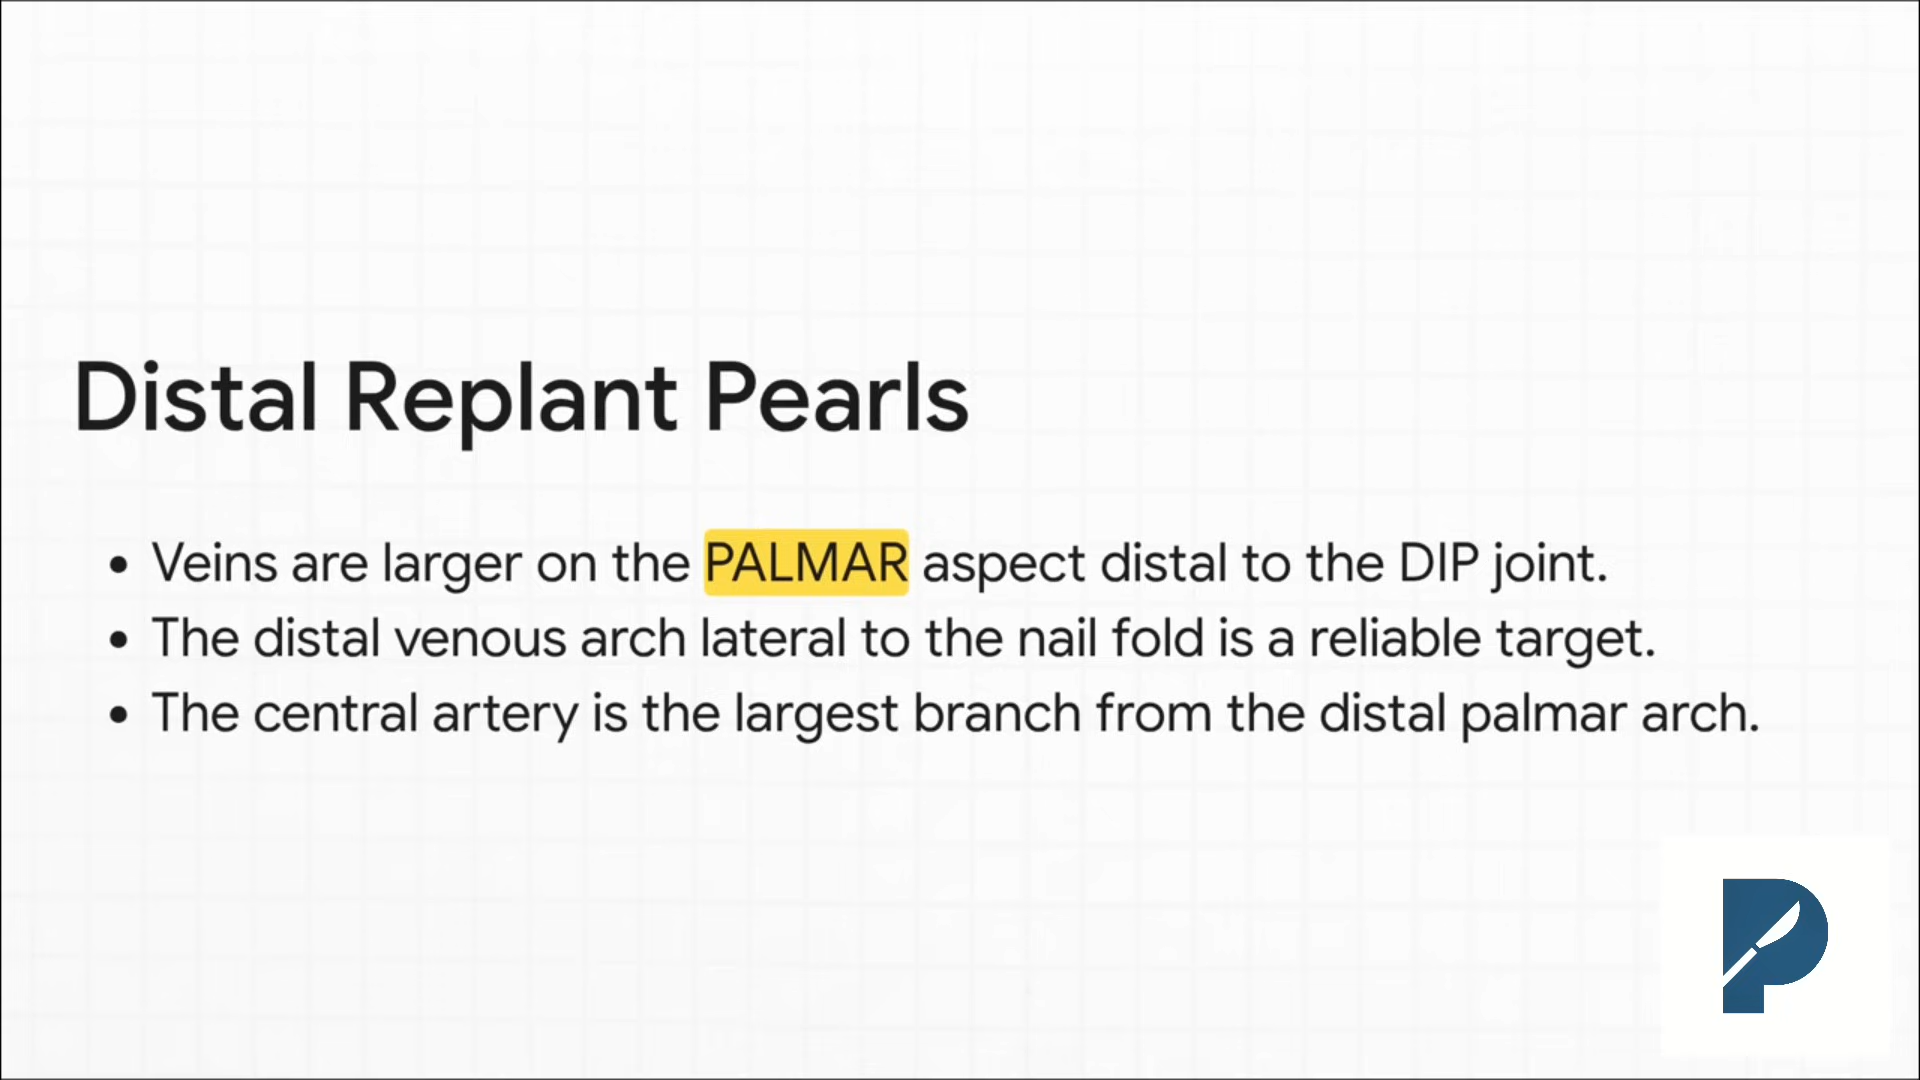 Distal Replant Pearls
• Veins are larger on the PALMAR aspect distal to the DIP joint.
• The distal venous arch lateral to the nail fold is a reliable target.
• The central artery is the largest branch from the distal palmar arch.
P